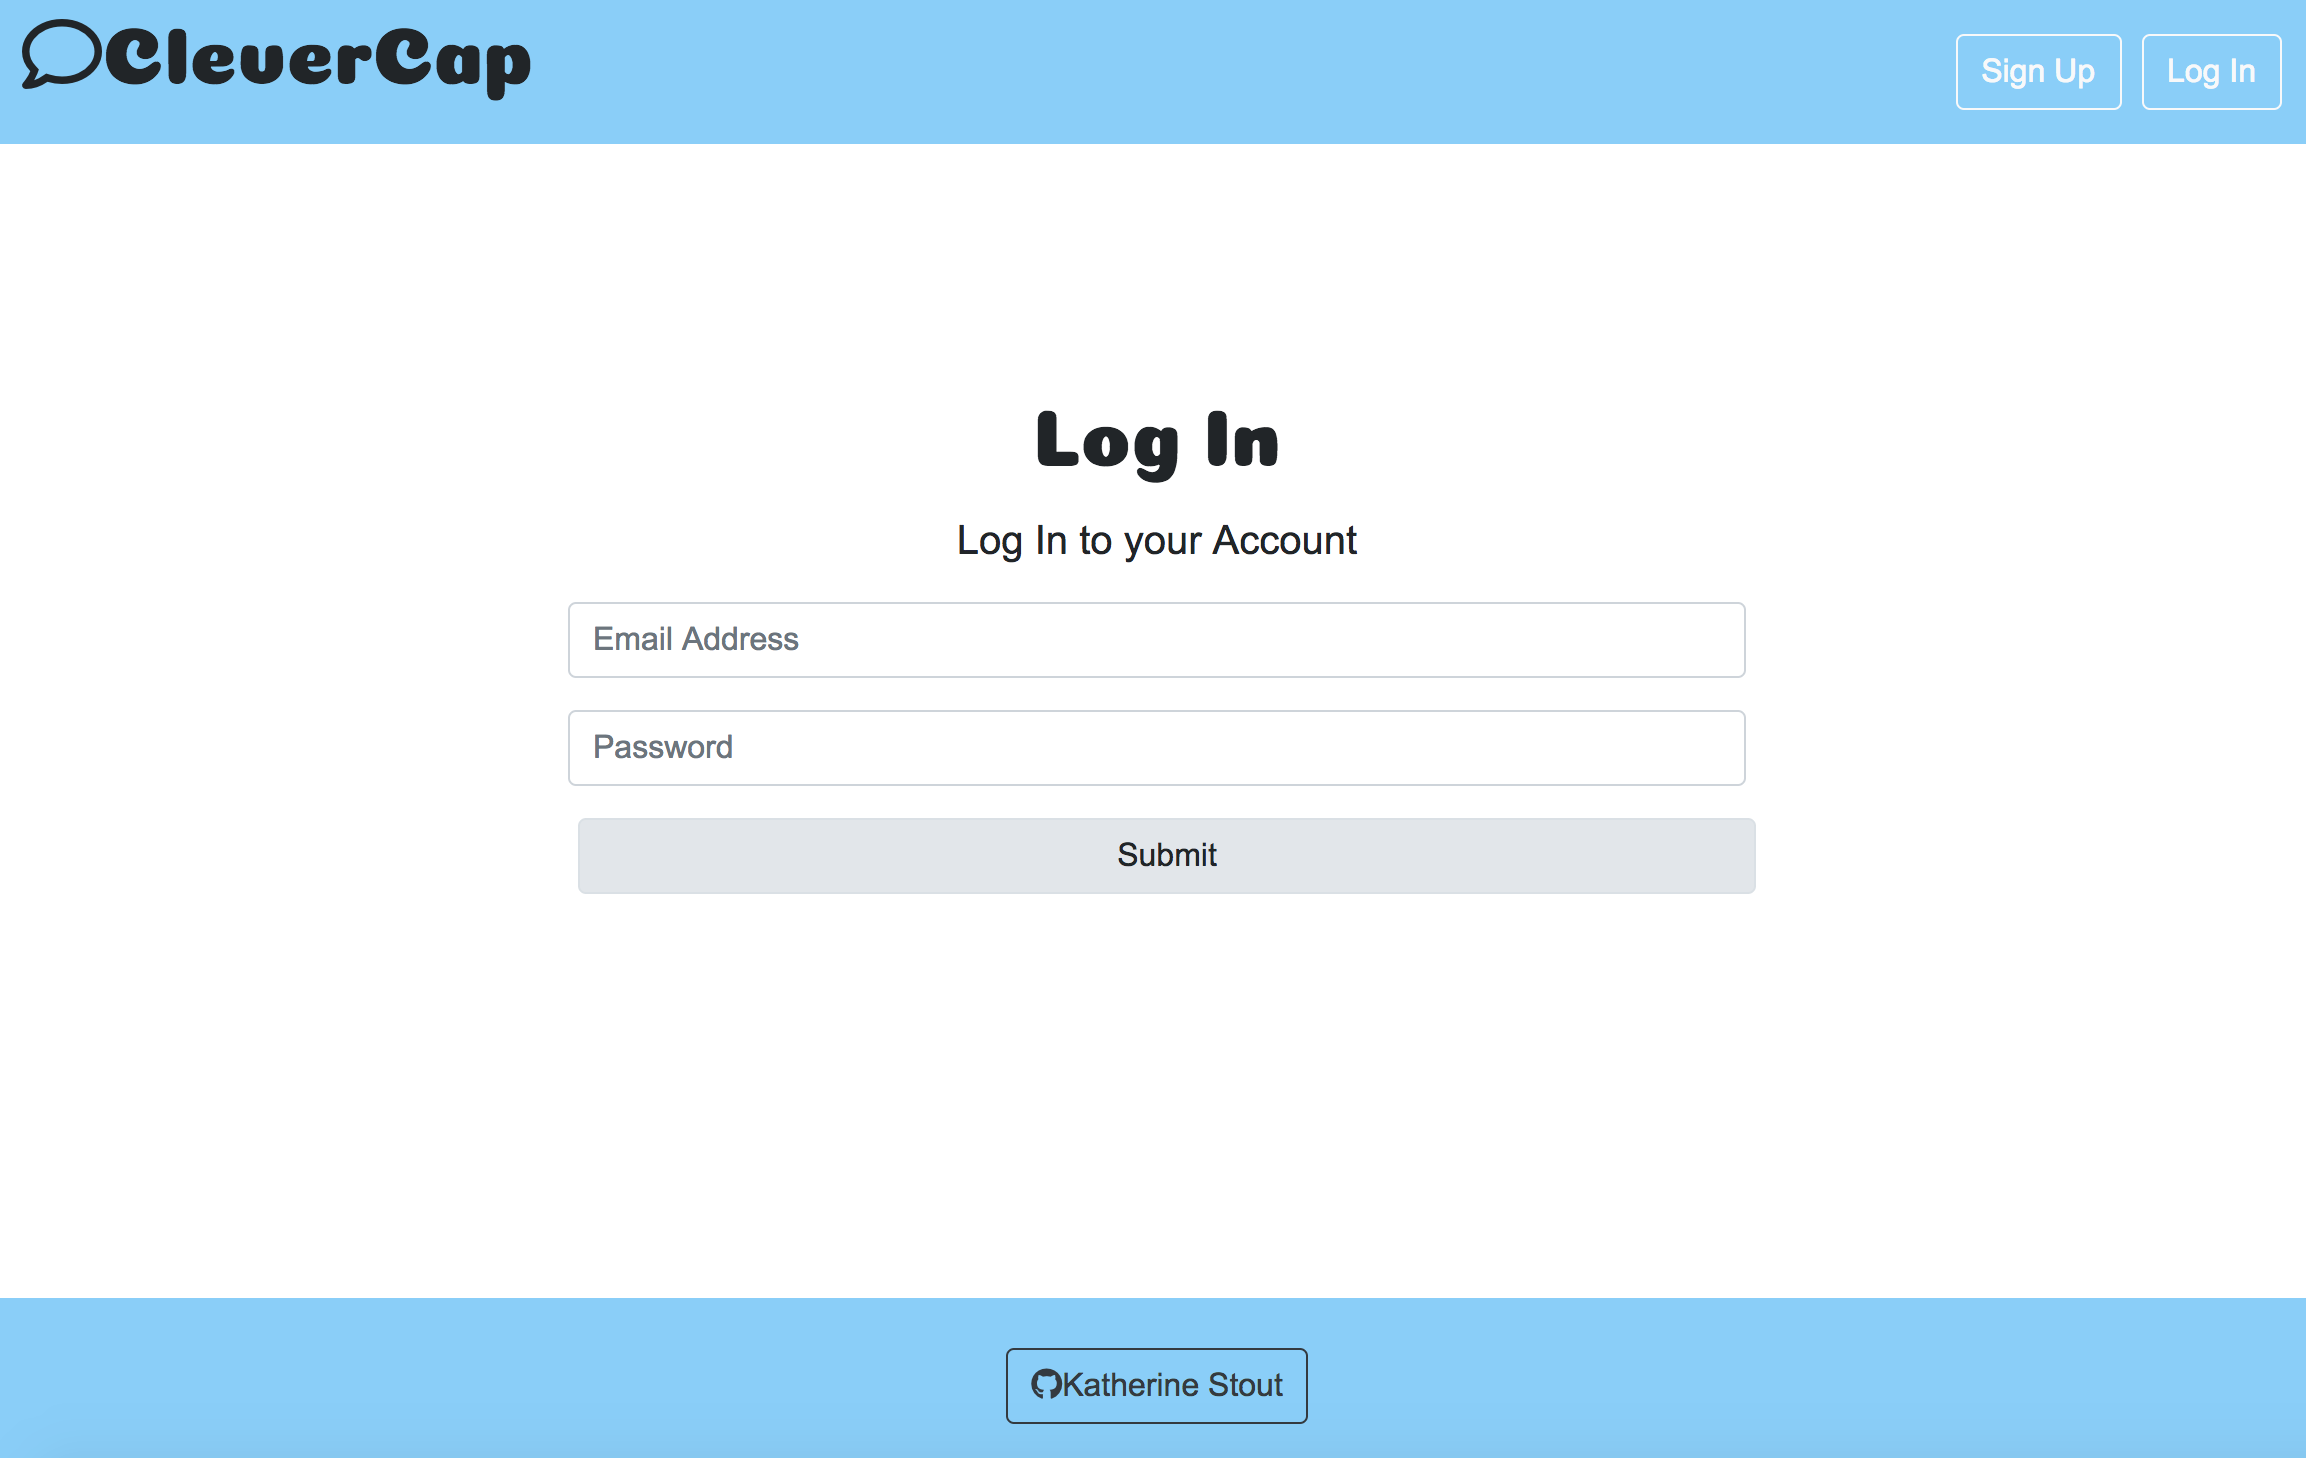 CleverCap
Sign Up
Log In
Log In
Log In to your Account
Email Address
Password
Submit
Katherine Stout